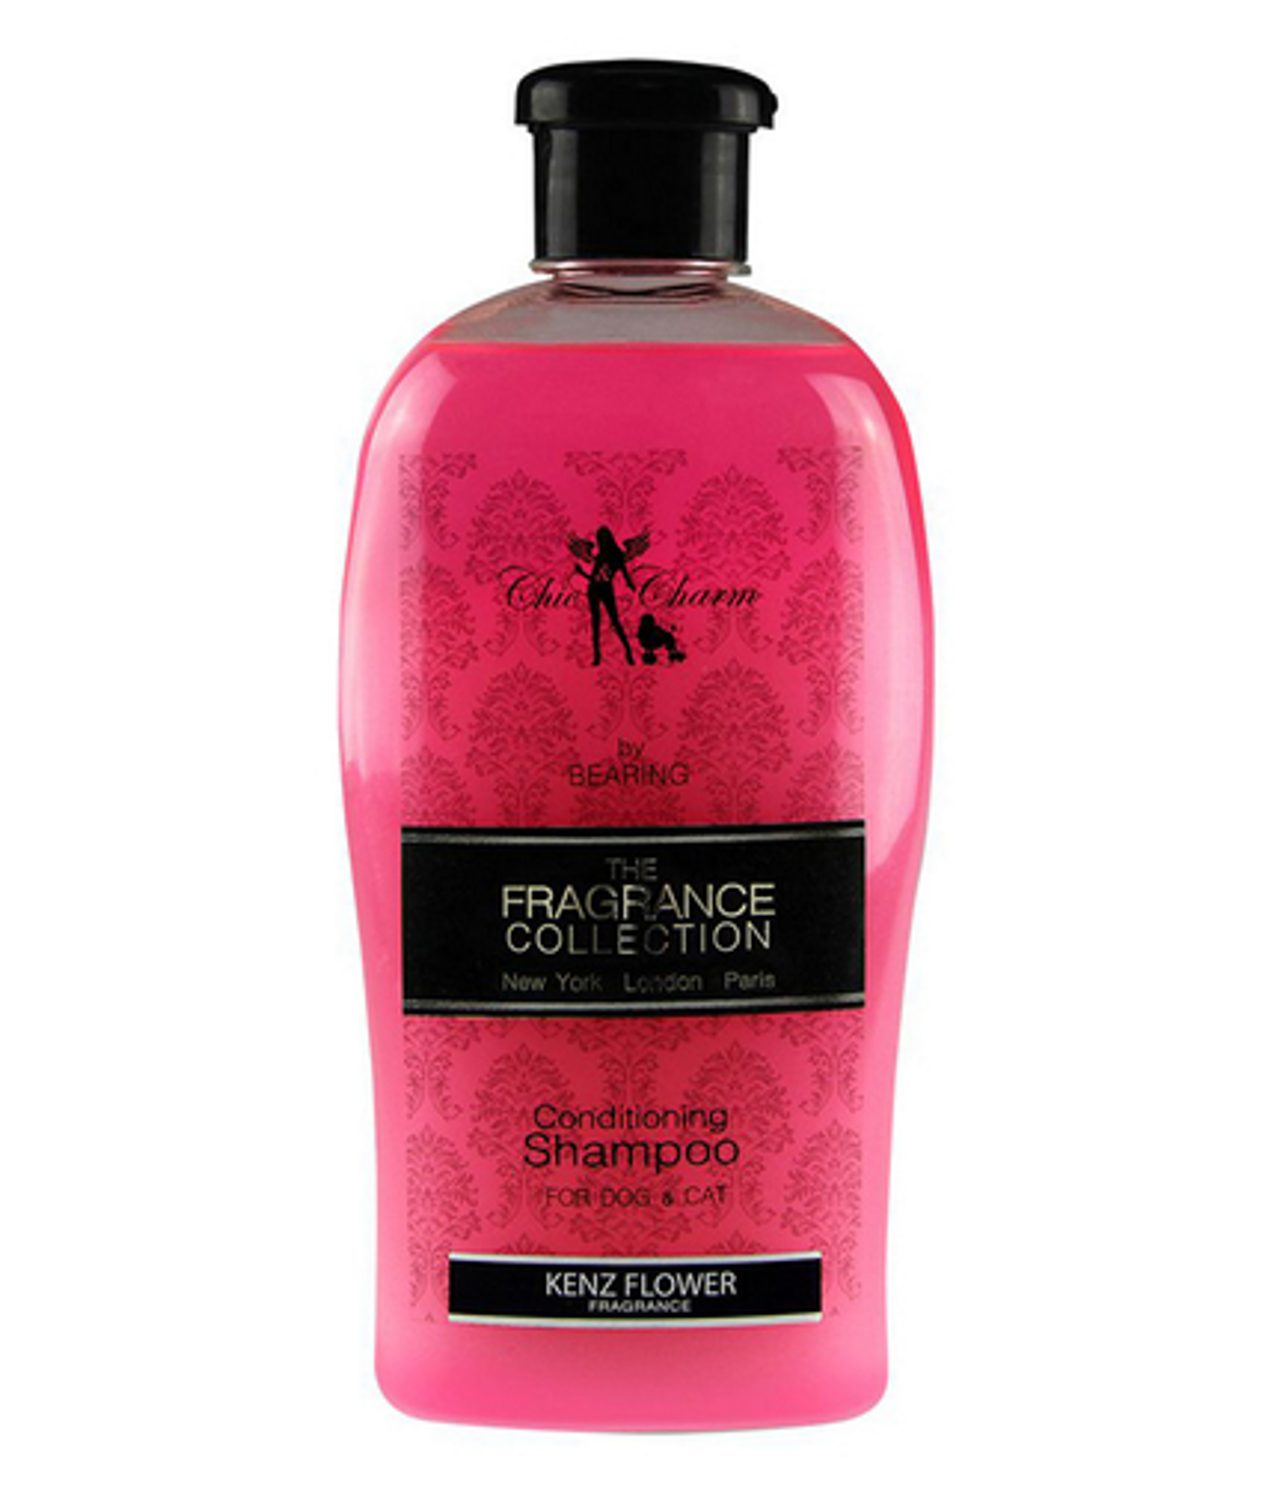 Chic & Charm
by
BEARING
THE
FRAGRANCE
COLLECTION
New York London Paris
Conditioning
Shampoo
FOR DOG & CAT
KENZ FLOWER
FRAGRANCE